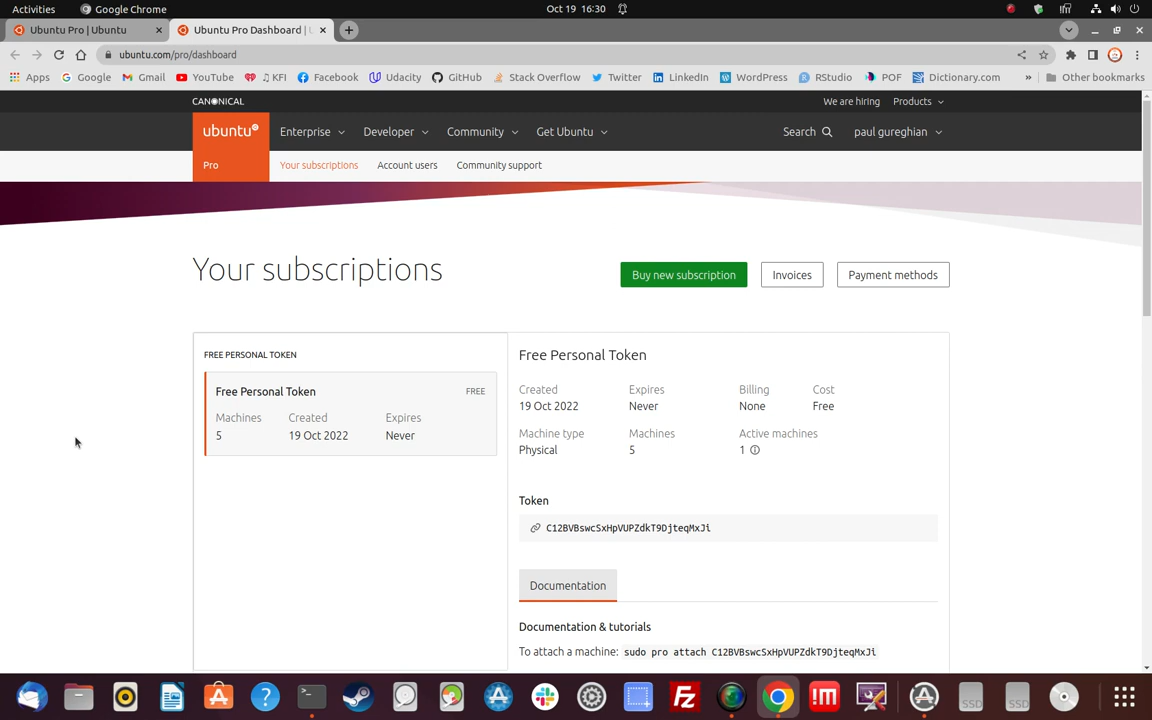 Activities
Google Chrome
Oct 19 16:30
Ubuntu Pro | Ubuntu
Ubuntu Pro Dashboard |
ubuntu.com/pro/dashboard
Apps
Google
Gmail
YouTube
KFI
Facebook
Udacity
GitHub
Stack Overflow
Twitter
LinkedIn
WordPress
RStudio
POF
Dictionary.com
»
Other bookmarks
CANONICAL
We are hiring
Products
ubuntu
Enterprise
Developer
Community
Get Ubuntu
Search
paul gureghian
Pro
Your subscriptions
Account users
Community support
Your subscriptions
Buy new subscription
Invoices
Payment methods
FREE PERSONAL TOKEN
Free Personal Token
FREE
Machines
Created
Expires
5
19 Oct 2022
Never
Free Personal Token
Created
Expires
Billing
Cost
19 Oct 2022
Never
None
Free
Machine type
Machines
Active machines
Physical
5
1
Token
C12BVBswcSxHpVUPZdkT9DjteqMxJi
Documentation
Documentation & tutorials
To attach a machine: sudo pro attach C12BVBswcSxHpVUPZdkT9DjteqMxJi
SSD
SSD